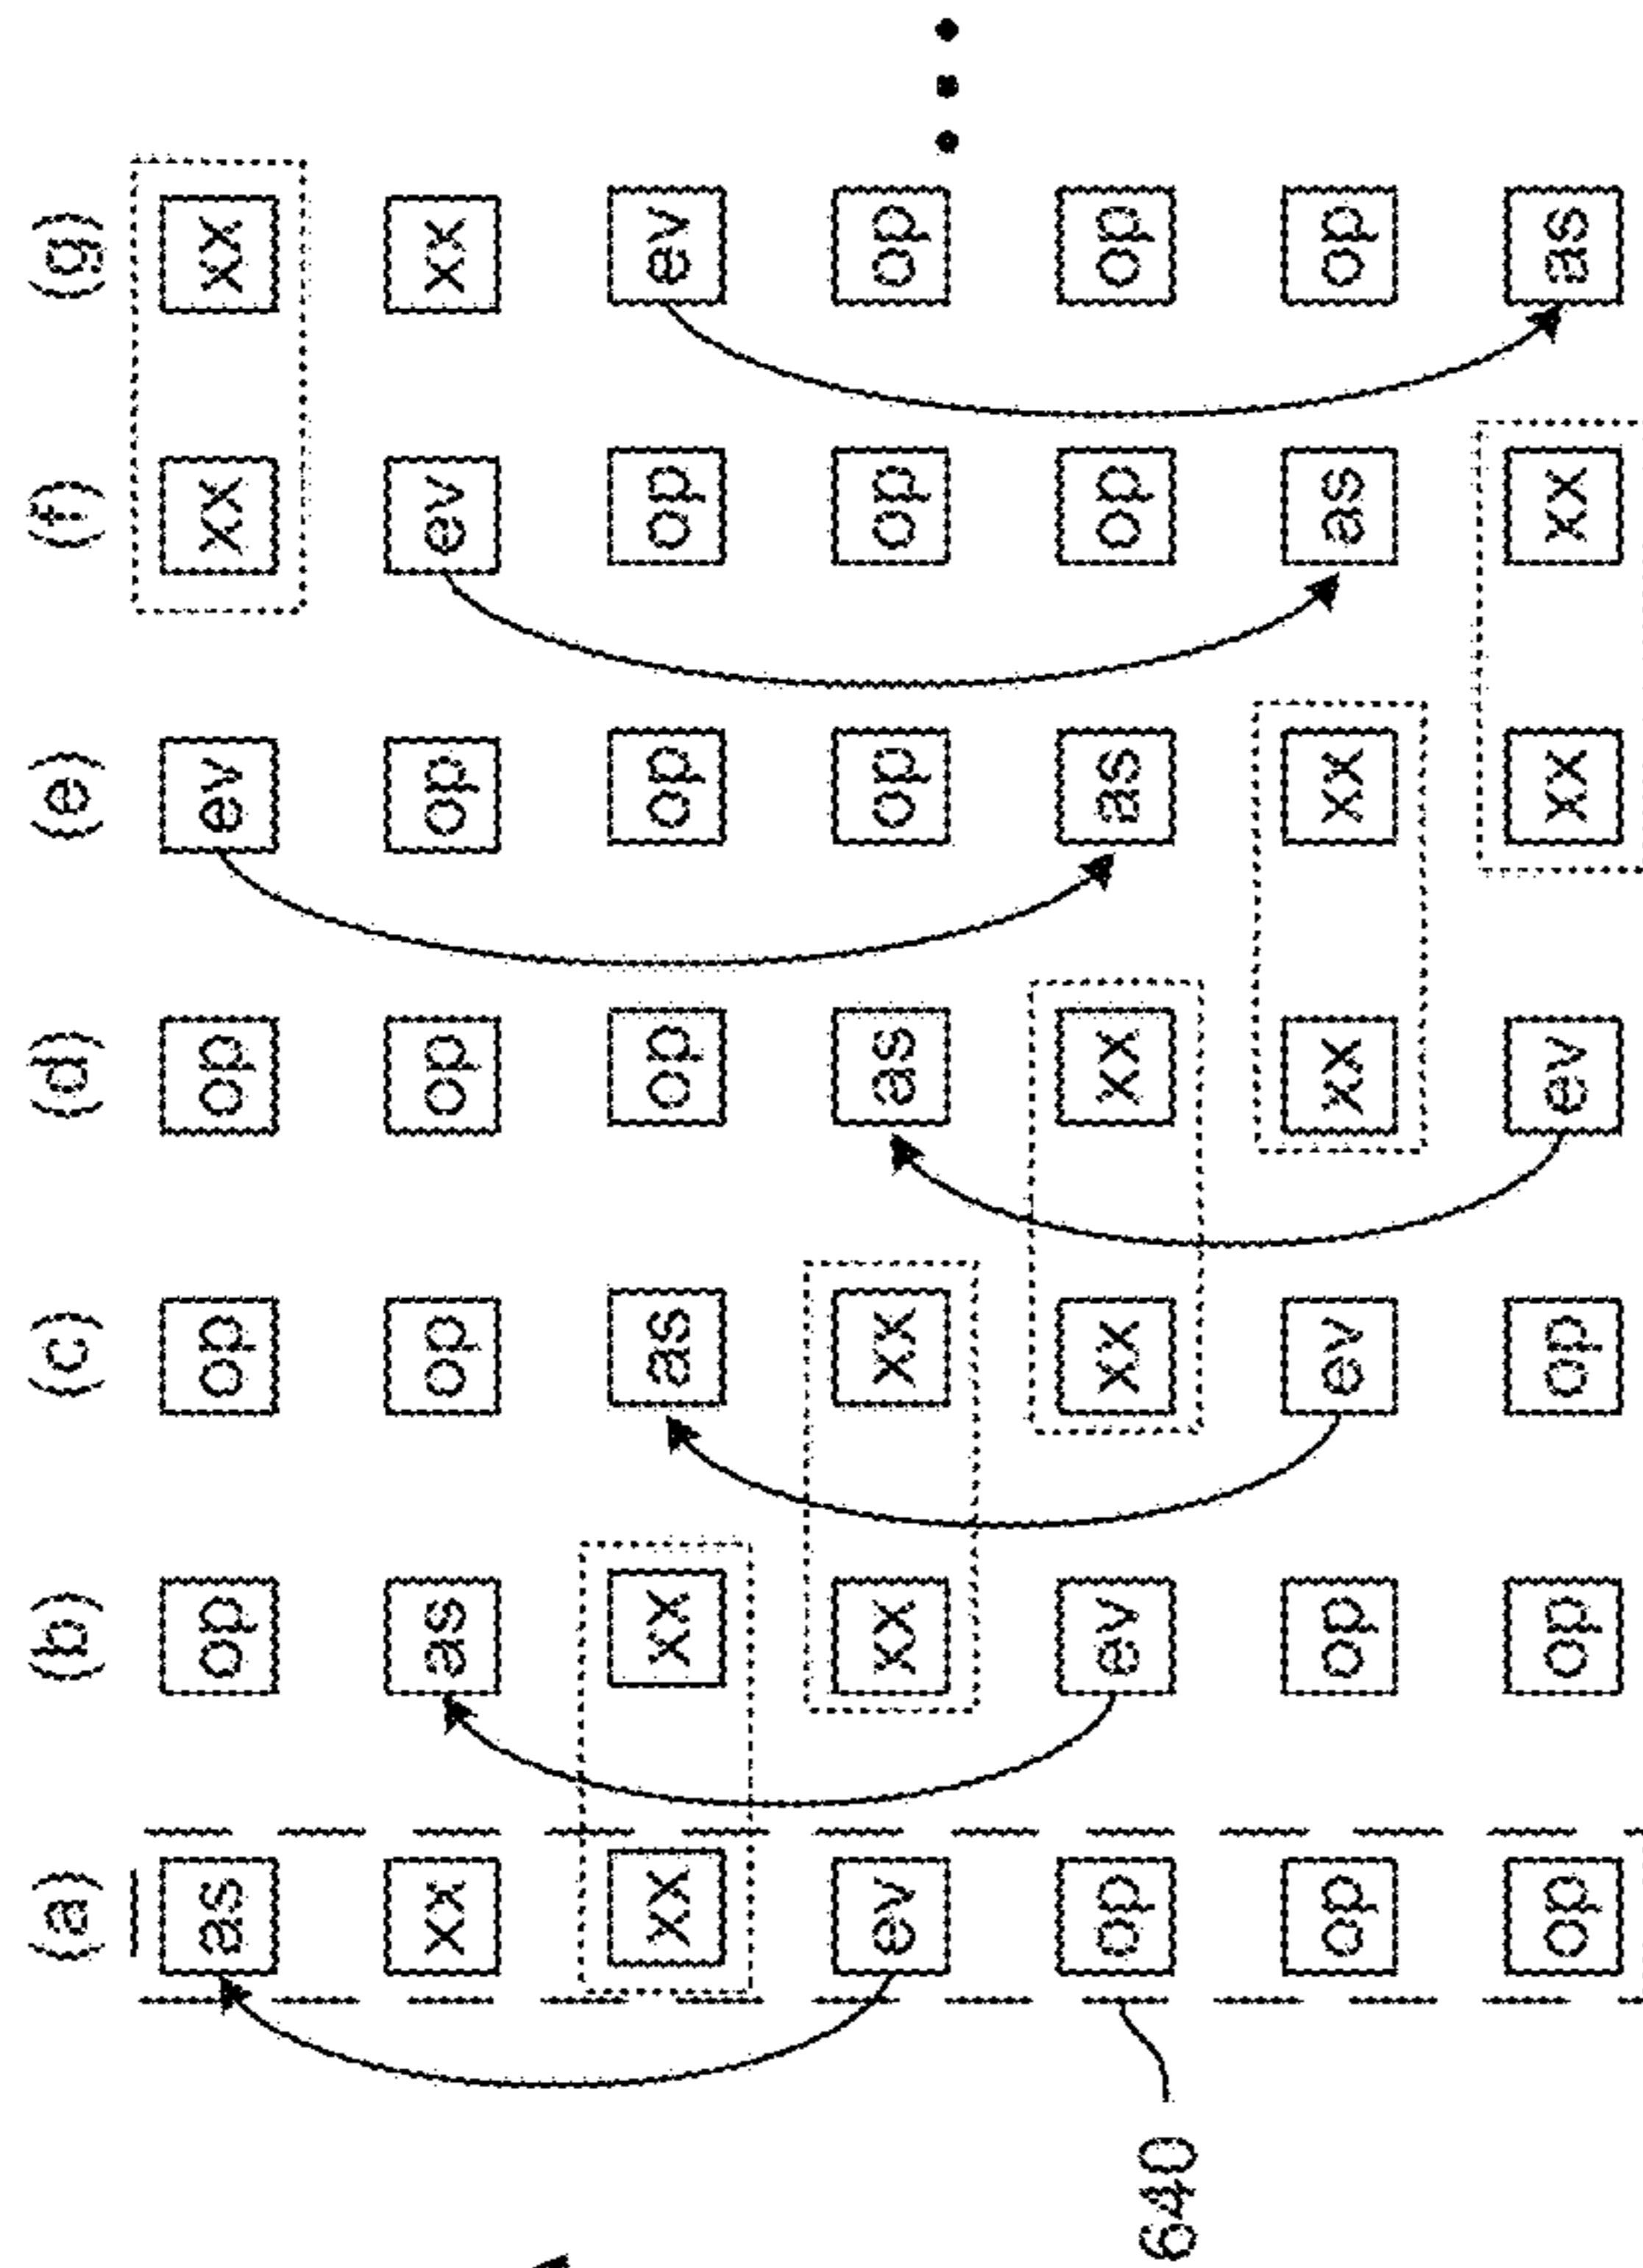 (a) (b) (c) (d) (e) (f) (g)
as op op op ev xx xx
xx as op op op ev xx
xx xx as op op op ev
ev xx xx as op op op
op ev xx xx as op op
640
op op ev xx xx as op
op op op ev xx xx as